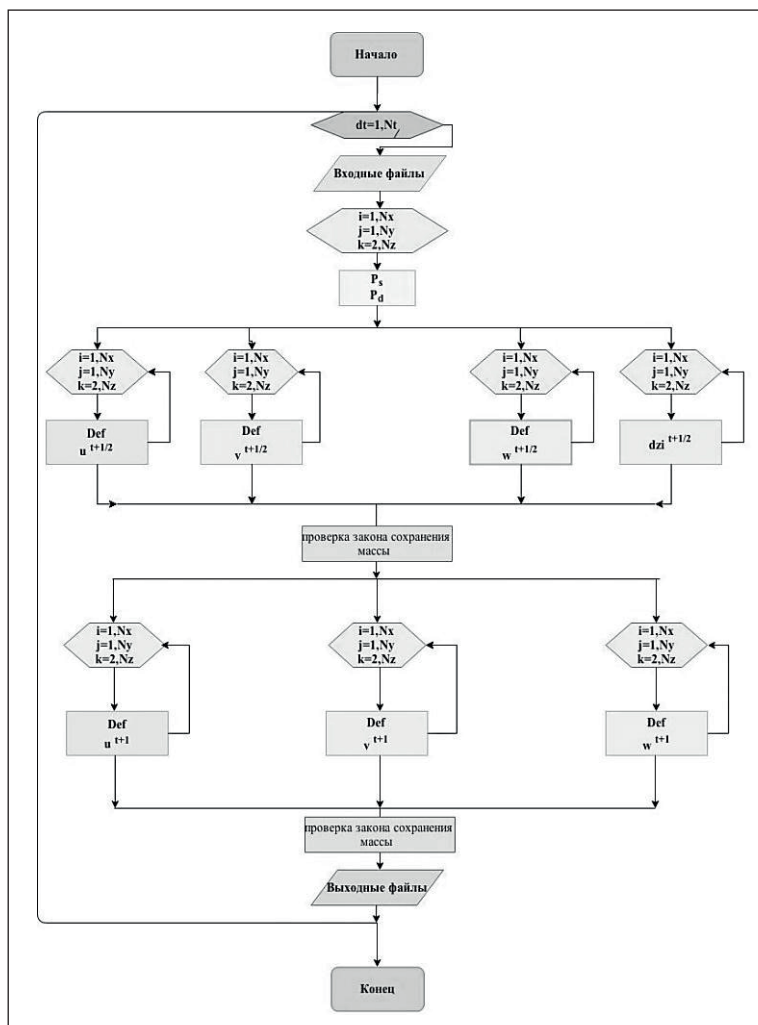 Начало
dt=1,Nt
Входные файлы
i=1,Nx
j=1,Ny
k=2,Nz
P_s
P_d
i=1,Nx
j=1,Ny
k=2,Nz
i=1,Nx
j=1,Ny
k=2,Nz
i=1,Nx
j=1,Ny
k=2,Nz
i=1,Nx
j=1,Ny
k=2,Nz
Def
u t+1/2
Def
v t+1/2
Def
w t+1/2
dzi t+1/2
проверка закона сохранения
массы
i=1,Nx
j=1,Ny
k=2,Nz
i=1,Nx
j=1,Ny
k=2,Nz
i=1,Nx
j=1,Ny
k=2,Nz
Def
u t+1
Def
v t+1
Def
w t+1
проверка закона сохранения
массы
Выходные файлы
Конец